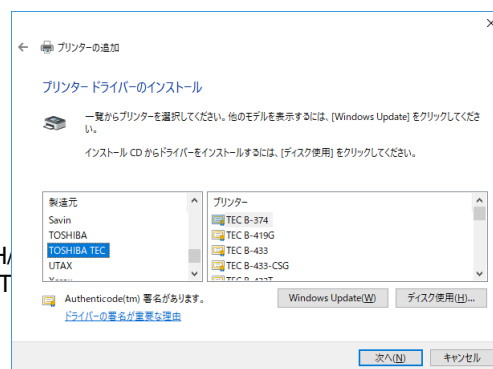 プリンターの追加
プリンター ドライバーのインストール
一覧からプリンターを選択してください。他のモデルを表示するには、[Windows Update] をクリックしてくださ
い。
インストール CD からドライバーをインストールするには、[ディスク使用] をクリックしてください。
製造元
Savin
TOSHIBA
TOSHIBA TEC
UTAX
プリンター
TEC B-374
TEC B-419G
TEC B-433
TEC B-433-CSG
H/
T
Authenticode(tm) 署名があります。
Windows Update(W)
ディスク使用(H)...
ドライバーの署名が重要な理由
次へ(N)
キャンセル